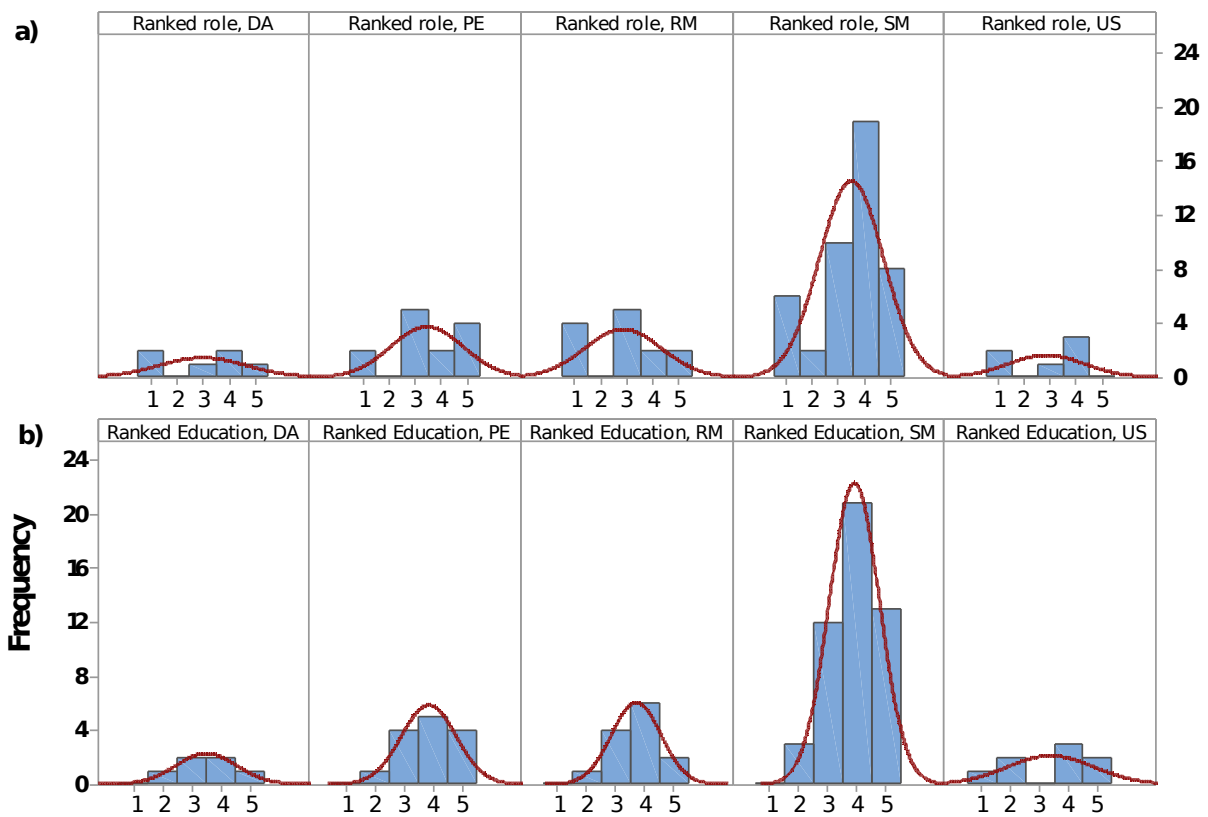 a)
Ranked role, DA Ranked role, PE Ranked role, RM Ranked role, SM Ranked role, US
24
20
16
12
8
4
0
1 2 3 4 5 1 2 3 4 5 1 2 3 4 5 1 2 3 4 5 1 2 3 4 5
b)
Ranked Education, DA Ranked Education, PE Ranked Education, RM Ranked Education, SM Ranked Education, US
24
20
16
12
8
4
0
Frequency
1 2 3 4 5 1 2 3 4 5 1 2 3 4 5 1 2 3 4 5 1 2 3 4 5